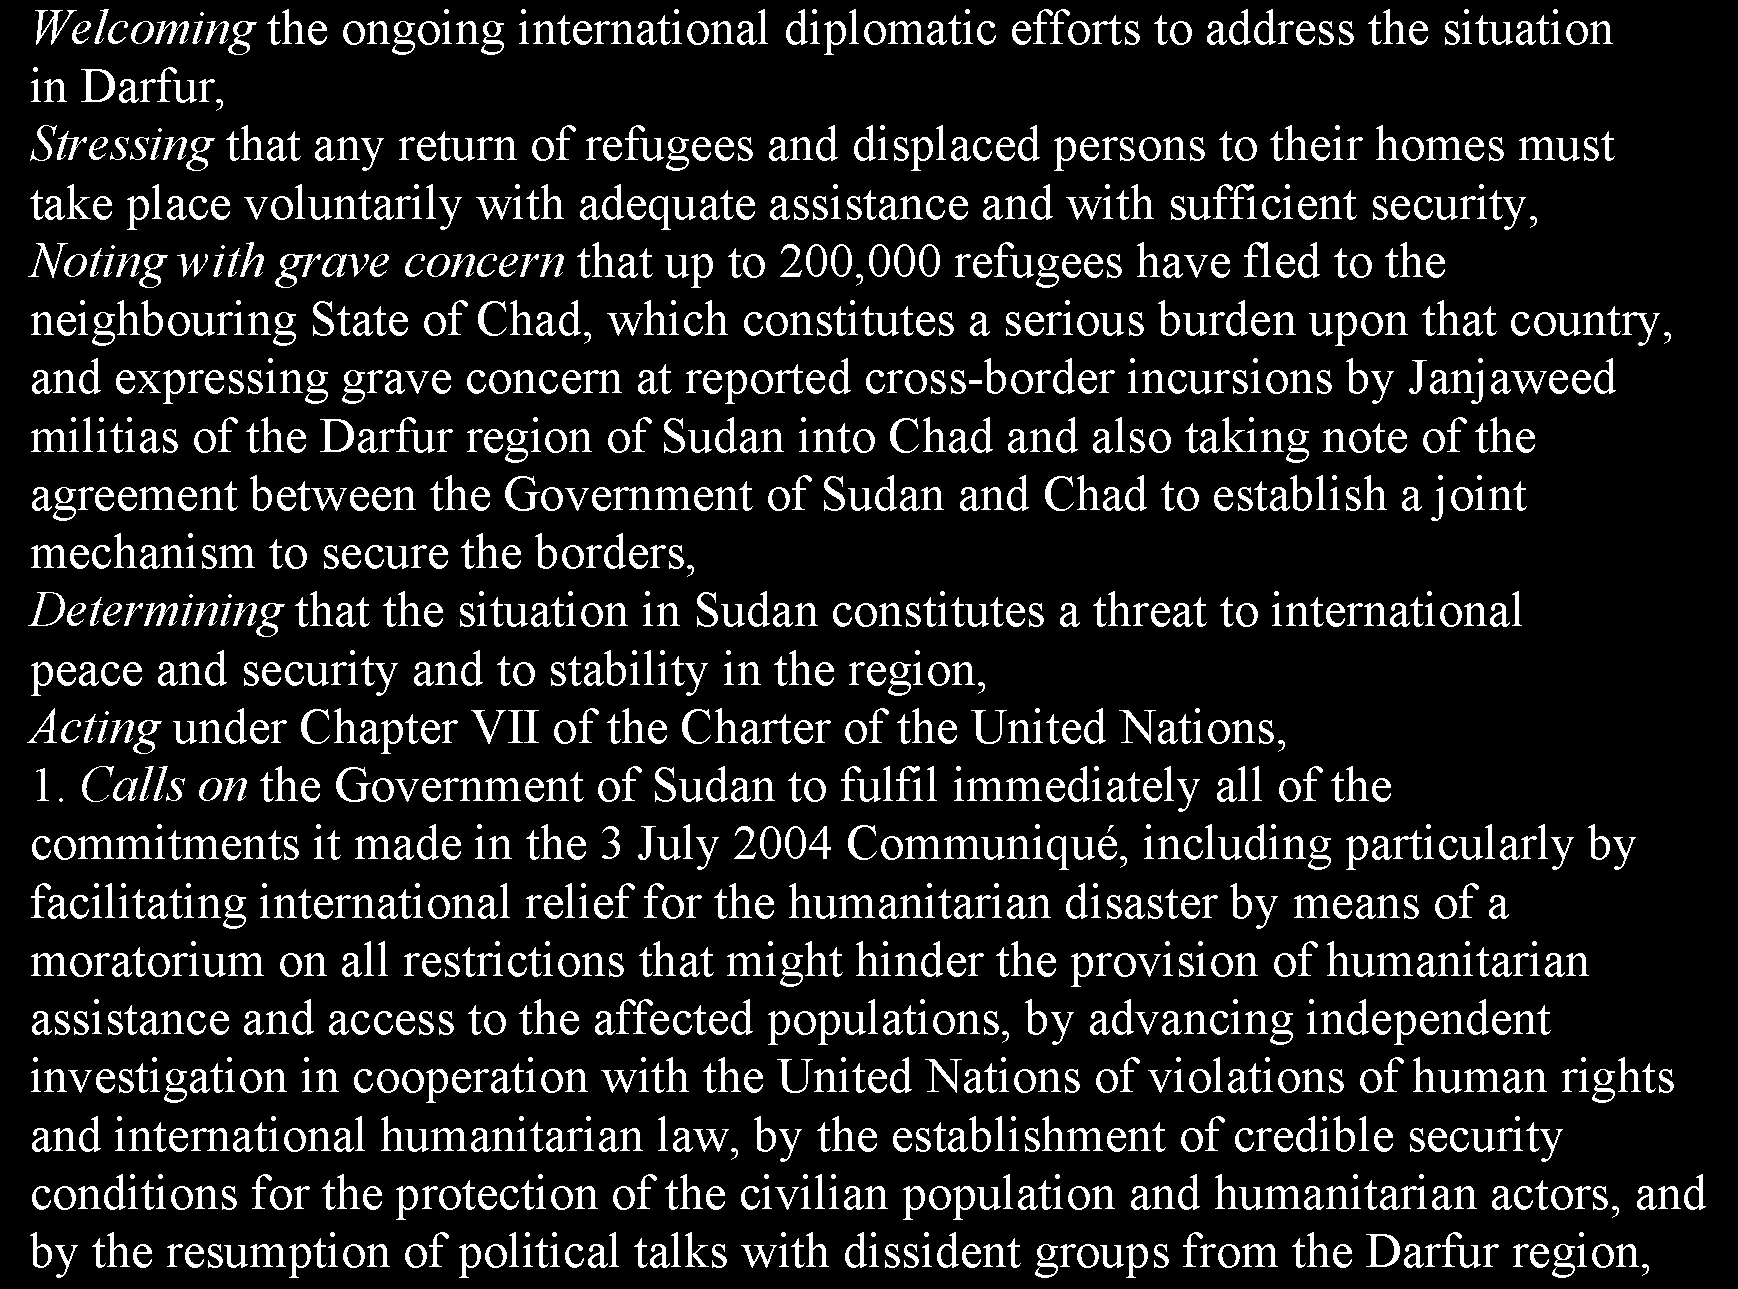 Welcoming the ongoing international diplomatic efforts to address the situation
in Darfur,
Stressing that any return of refugees and displaced persons to their homes must
take place voluntarily with adequate assistance and with sufficient security,
Noting with grave concern that up to 200,000 refugees have fled to the
neighbouring State of Chad, which constitutes a serious burden upon that country,
and expressing grave concern at reported cross-border incursions by Janjaweed
militias of the Darfur region of Sudan into Chad and also taking note of the
agreement between the Government of Sudan and Chad to establish a joint
mechanism to secure the borders,
Determining that the situation in Sudan constitutes a threat to international
peace and security and to stability in the region,
Acting under Chapter VII of the Charter of the United Nations,
1. Calls on the Government of Sudan to fulfil immediately all of the
commitments it made in the 3 July 2004 Communiqué, including particularly by
facilitating international relief for the humanitarian disaster by means of a
moratorium on all restrictions that might hinder the provision of humanitarian
assistance and access to the affected populations, by advancing independent
investigation in cooperation with the United Nations of violations of human rights
and international humanitarian law, by the establishment of credible security
conditions for the protection of the civilian population and humanitarian actors, and
by the resumption of political talks with dissident groups from the Darfur region,